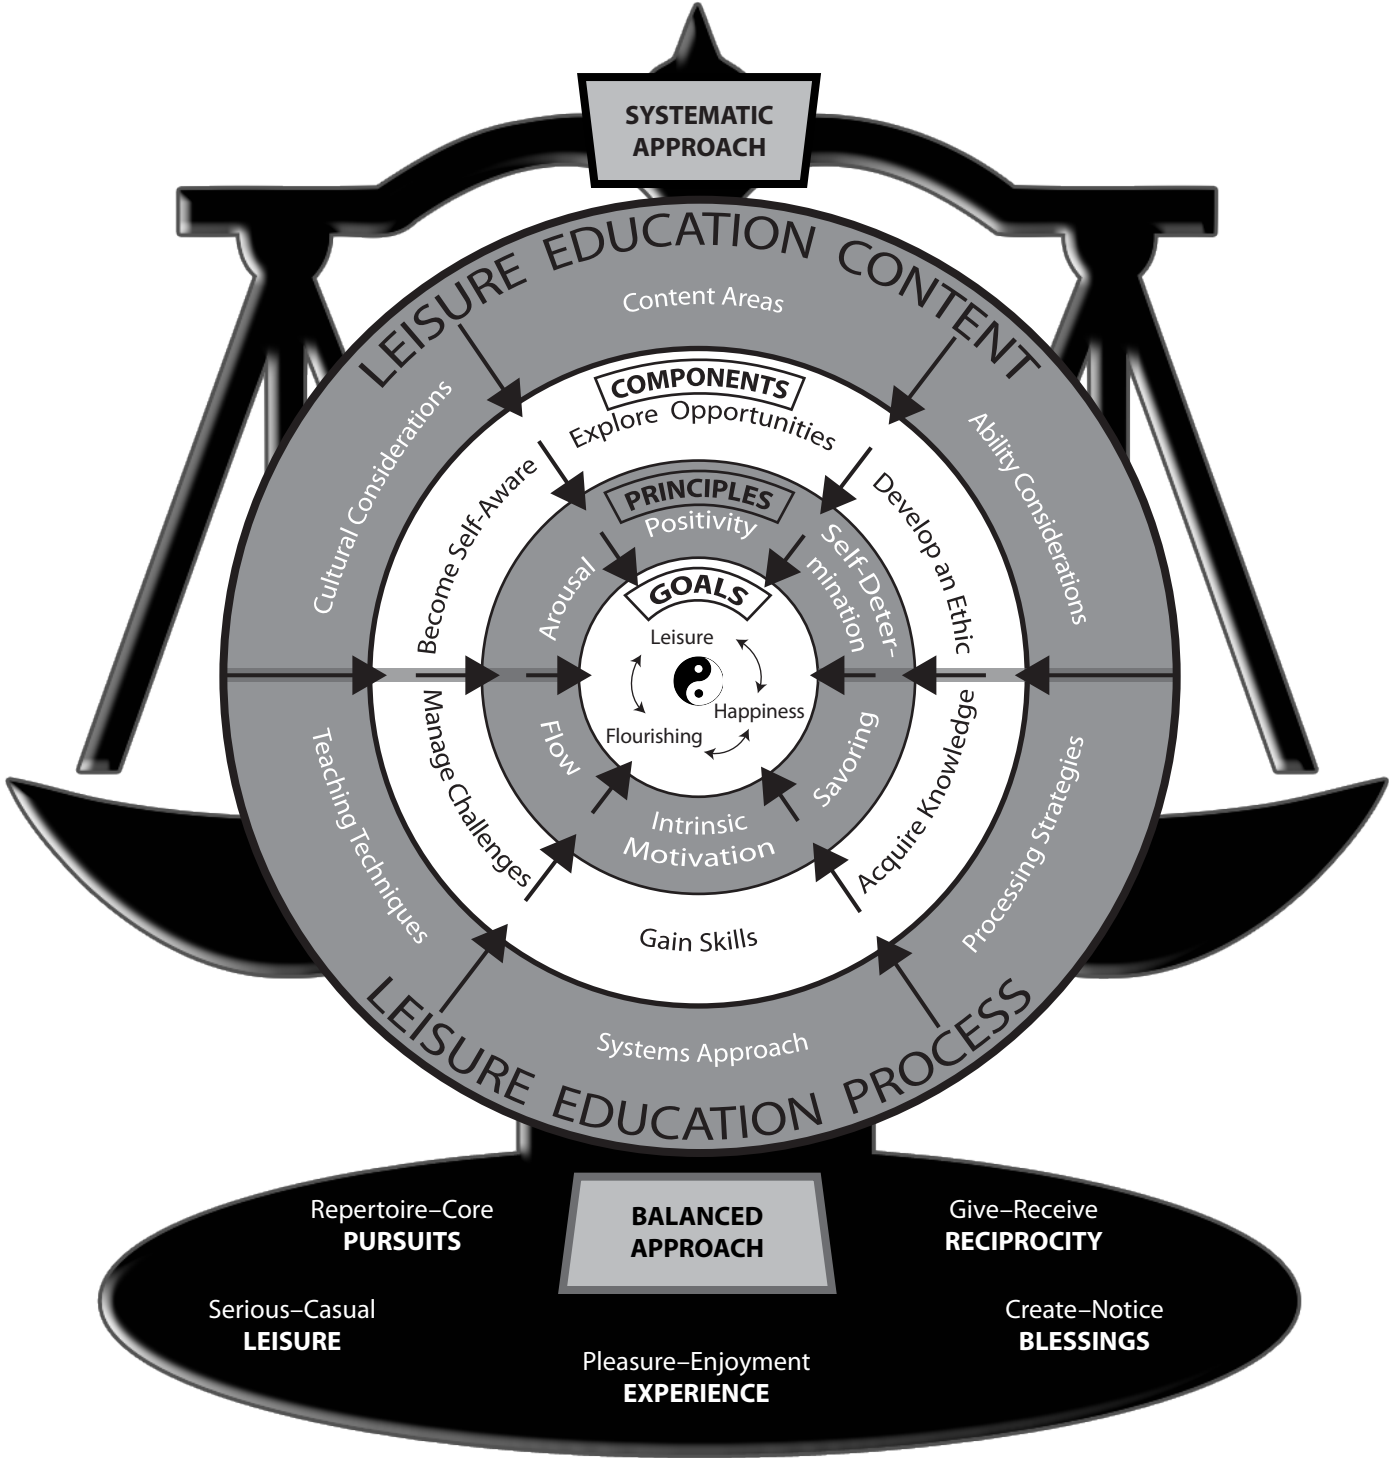 SYSTEMATIC
APPROACH
LEISURE EDUCATION CONTENT
Content Areas
Cultural Considerations
Ability Considerations
COMPONENTS
Explore Opportunities
Become Self-Aware
Develop an Ethic
PRINCIPLES
Positivity
Arousal
Self-Deter-
mination
GOALS
Leisure
Happiness
Flourishing
Flow
Savoring
Intrinsic
Motivation
Manage Challenges
Acquire Knowledge
Gain Skills
Teaching Techniques
Processing Strategies
Systems Approach
LEISURE EDUCATION PROCESS
BALANCED
APPROACH
Repertoire–Core
PURSUITS
Give–Receive
RECIPROCITY
Serious–Casual
LEISURE
Create–Notice
BLESSINGS
Pleasure–Enjoyment
EXPERIENCE